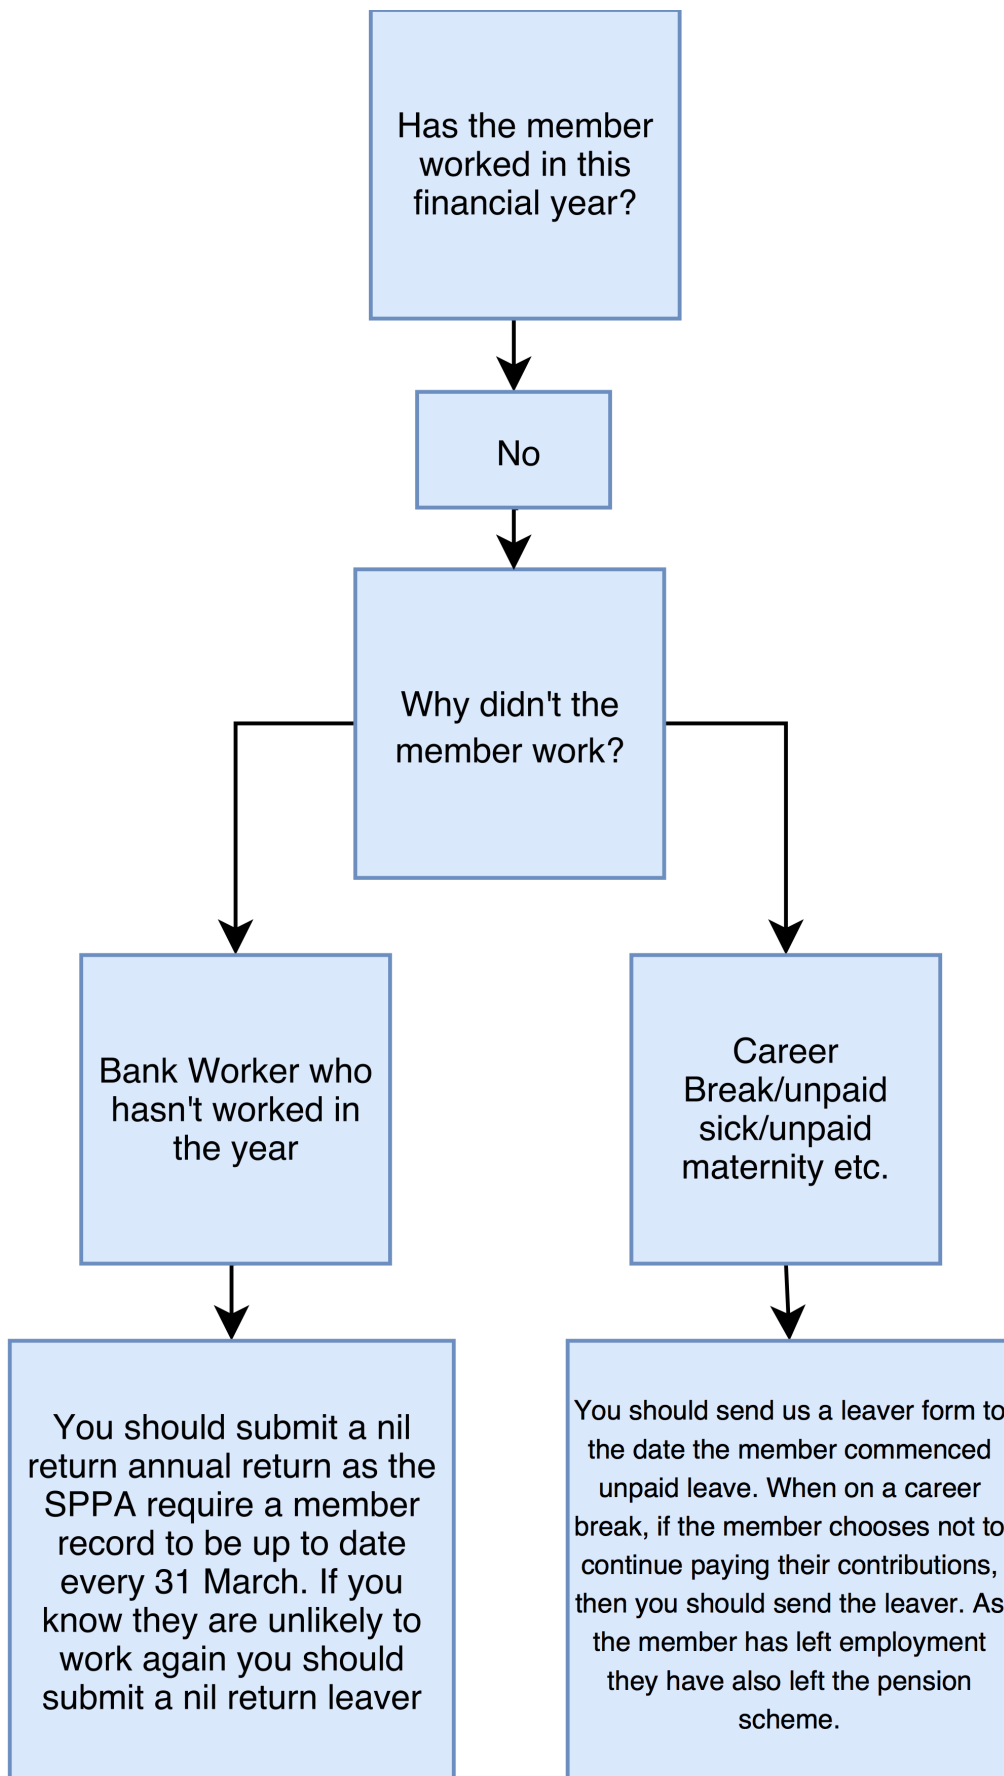 Has the member
worked in this
financial year?
No
Why didn't the
member work?
Bank Worker who
hasn't worked in
the year
Career
Break/unpaid
sick/unpaid
maternity etc.
You should submit a nil
return annual return as the
SPPA require a member
record to be up to date
every 31 March. If you
know they are unlikely to
work again you should
submit a nil return leaver
You should send us a leaver form to
the date the member commenced
unpaid leave. When on a career
break, if the member chooses not to
continue paying their contributions,
then you should send the leaver. As
the member has left employment
they have also left the pension
scheme.